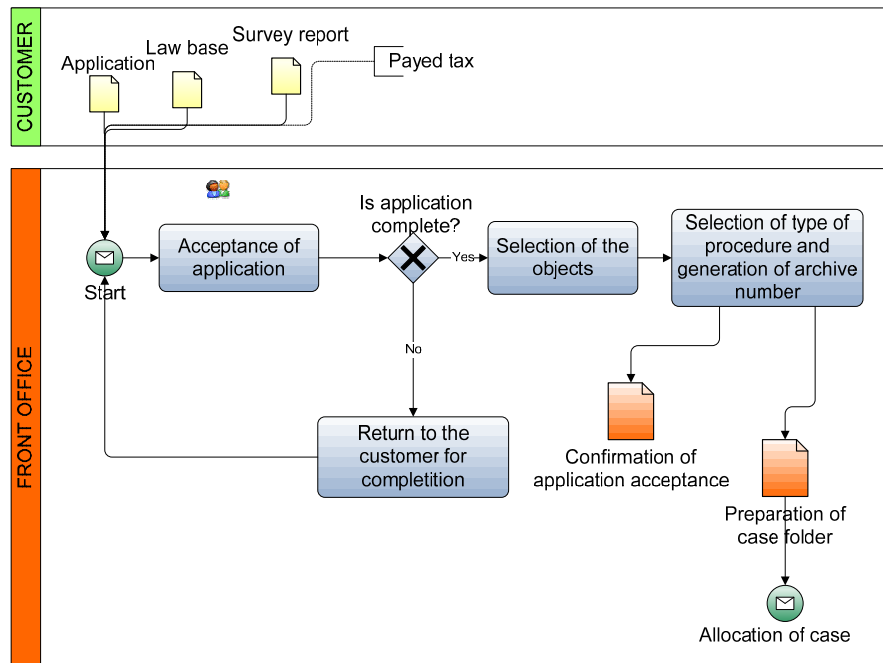 CUSTOMER
Survey report
Law base
Payed tax
Application
FRONT OFFICE
Start
Acceptance of
application
Is application
complete?
Yes
No
Selection of the
objects
Selection of type of
procedure and
generation of archive
number
Return to the
customer for
completition
Confirmation of
application acceptance
Preparation of
case folder
Allocation of case